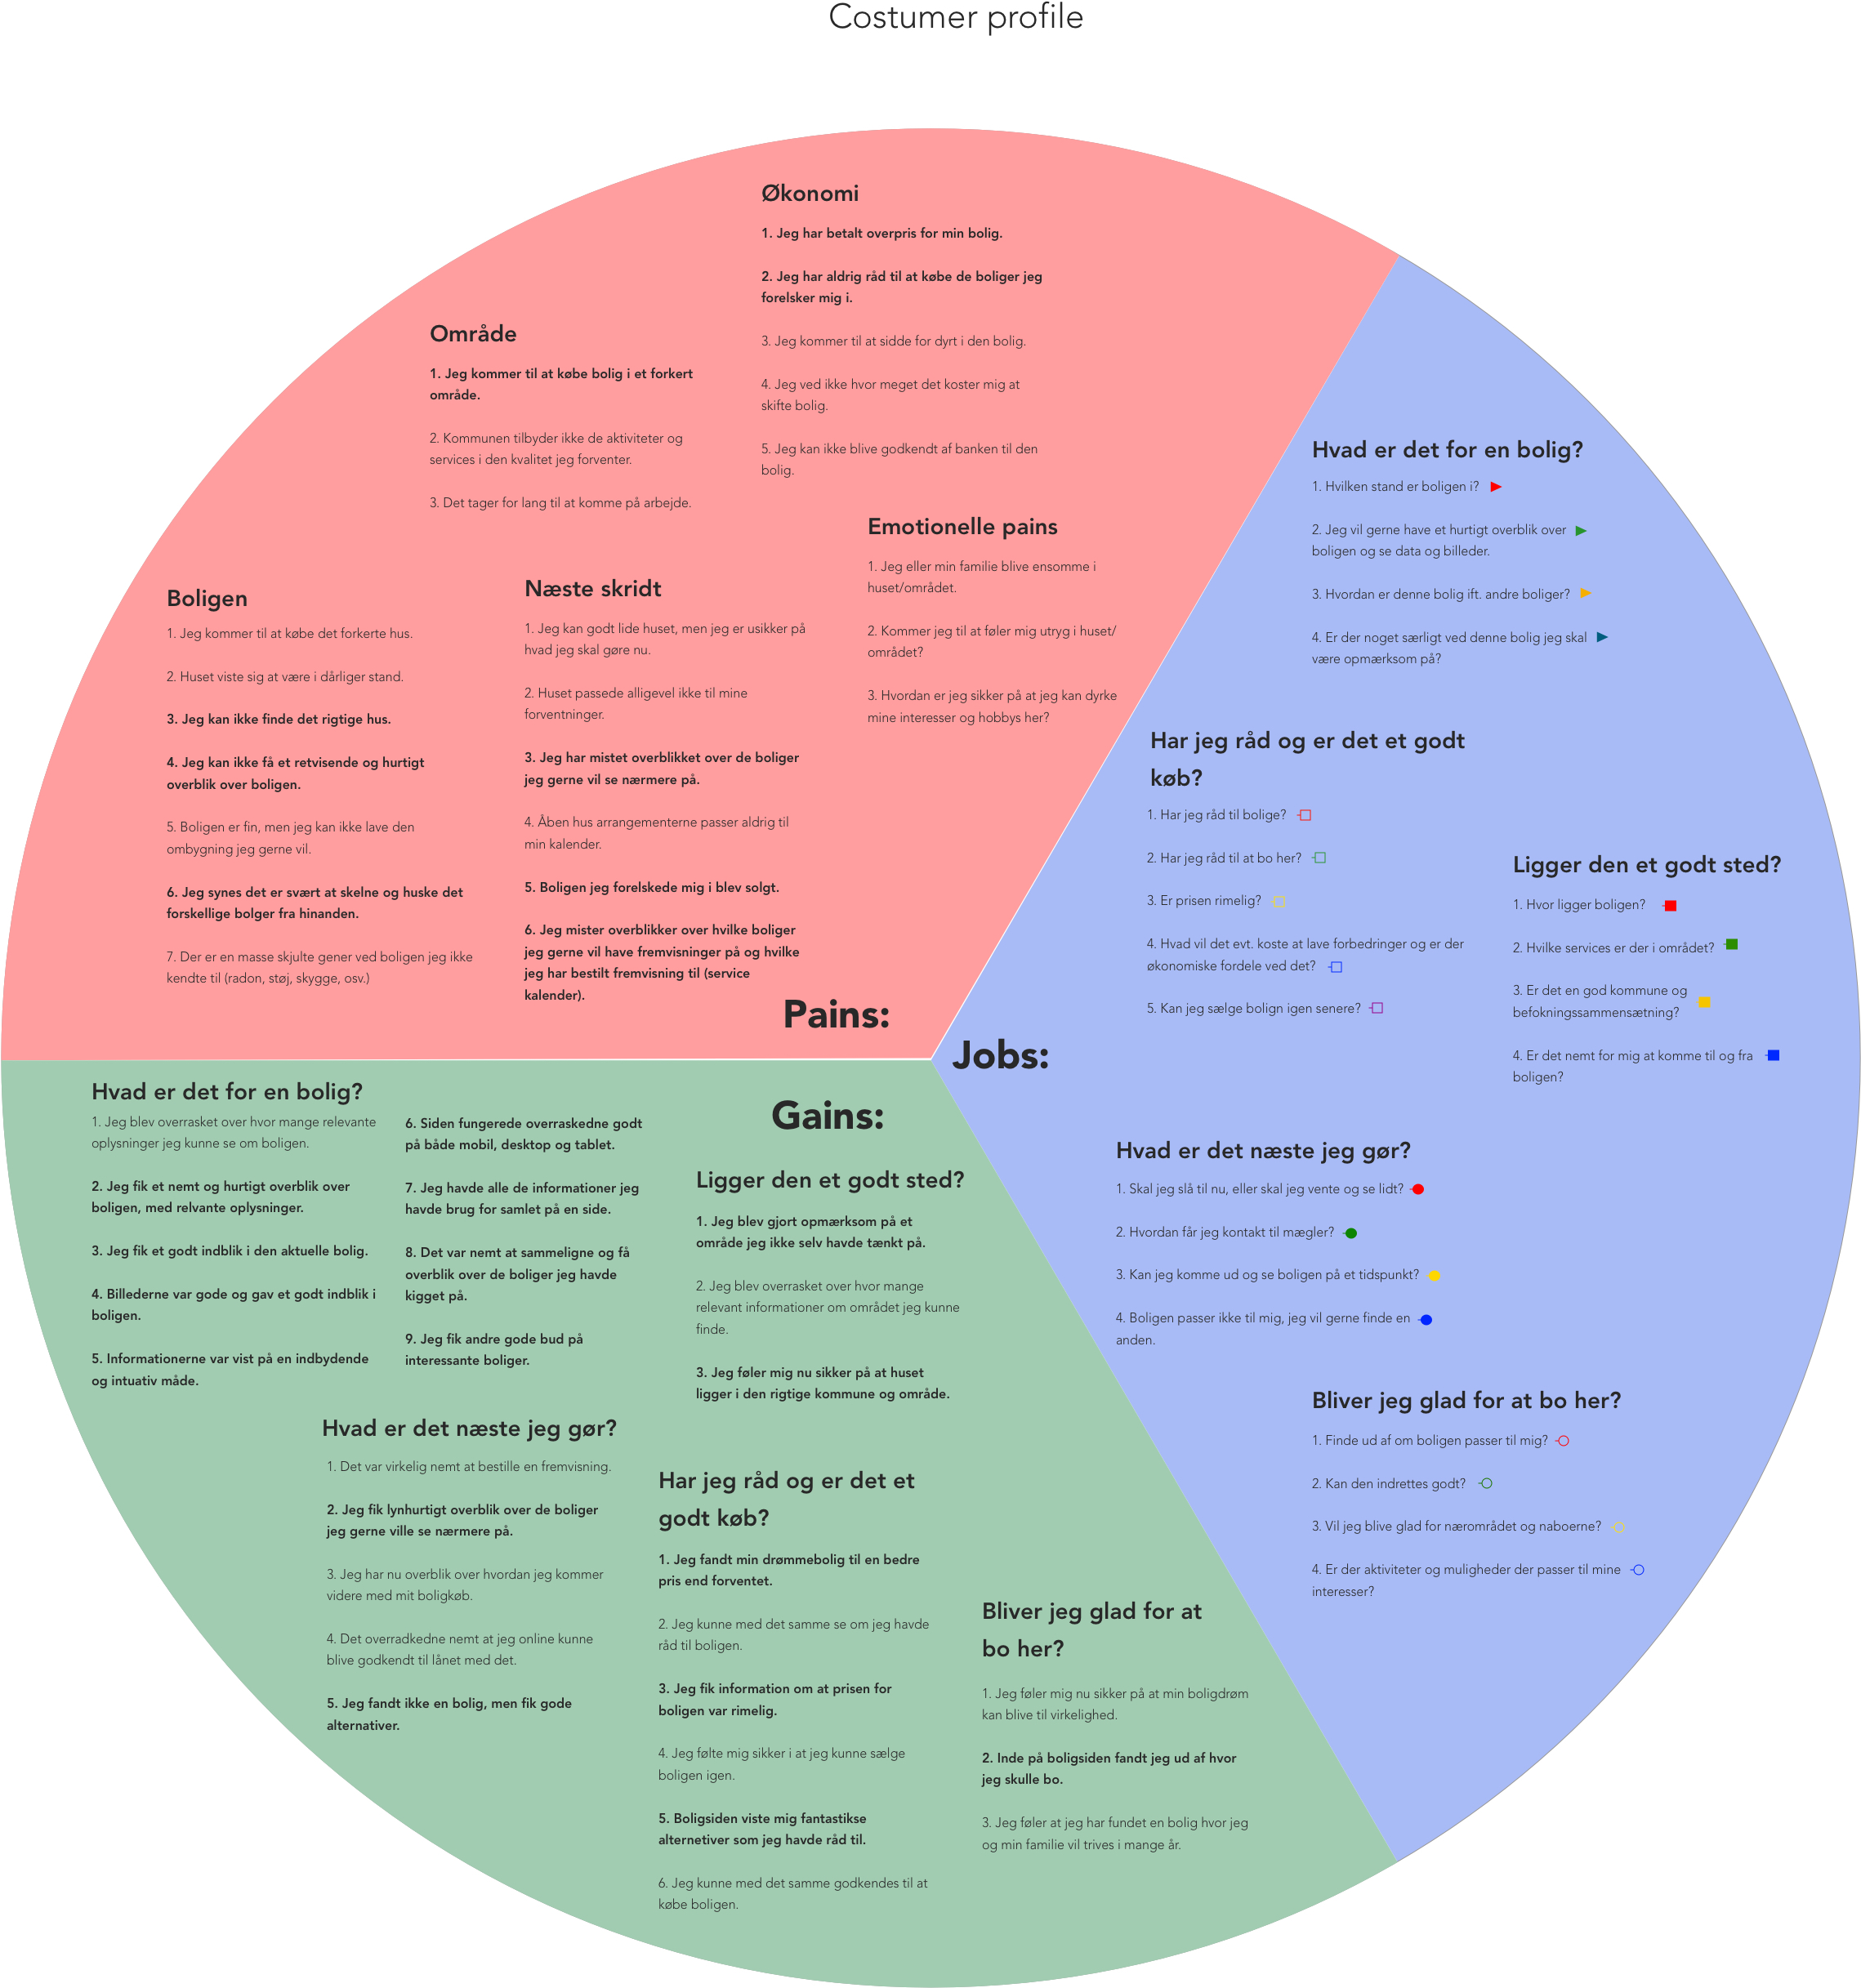 Costumer profile
Økonomi
1. Jeg har betalt overpris for min bolig.
2. Jeg har aldrig råd til at købe de boliger jeg
forelsker mig i.
3. Jeg kommer til at sidde for dyrt i den bolig.
4. Jeg ved ikke hvor meget det koster mig at
skifte bolig.
5. Jeg kan ikke blive godkendt af banken til den
bolig.
Område
1. Jeg kommer til at købe bolig i et forkert
område.
2. Kommunen tilbyder ikke de aktiviteter og
services i den kvalitet jeg forventer.
3. Det tager for lang til at komme på arbejde.
Emotionelle pains
1. Jeg eller min familie blive ensomme i
huset/området.
2. Kommer jeg til at føler mig utryg i huset/
området?
3. Hvordan er jeg sikker på at jeg kan dyrke
mine interesser og hobbys her?
Boligen
1. Jeg kommer til at købe det forkerte hus.
2. Huset viste sig at være i dårliger stand.
3. Jeg kan ikke finde det rigtige hus.
4. Jeg kan ikke få et retvisende og hurtigt
overblik over boligen.
5. Boligen er fin, men jeg kan ikke lave den
ombygning jeg gerne vil.
6. Jeg synes det er svært at skelne og huske det
forskellige bolger fra hinanden.
7. Der er en masse skjulte gener ved boligen jeg ikke
kendte til (radon, støj, skygge, osv.)
Næste skridt
1. Jeg kan godt lide huset, men jeg er usikker på
hvad jeg skal gøre nu.
2. Huset passede alligevel ikke til mine
forventninger.
3. Jeg har mistet overblikket over de boliger
jeg gerne vil se nærmere på.
4. Åben hus arrangementerne passer aldrig til
min kalender.
5. Boligen jeg forelskede mig i blev solgt.
6. Jeg mister overblikker over hvilke boliger
jeg gerne vil have fremvisninger på og hvilke
jeg har bestilt fremvisning til (service
kalender).
Pains:
Jobs:
Hvad er det for en bolig?
1. Hvilken stand er boligen i?
2. Jeg vil gerne have et hurtigt overblik over
boligen og se data og billeder.
3. Hvordan er denne bolig ift. andre boliger?
4. Er der noget særligt ved denne bolig jeg skal
være opmærksom på?
Har jeg råd og er det et godt
køb?
1. Har jeg råd til bolige?
2. Har jeg råd til at bo her?
3. Er prisen rimelig?
4. Hvad vil det evt. koste at lave forbedringer og er der
økonomiske fordele ved det?
5. Kan jeg sælge bolign igen senere?
Ligger den et godt sted?
1. Hvor ligger boligen?
2. Hvilke services er der i området?
3. Er det en god kommune og
befokningssammensætning?
4. Er det nemt for mig at komme til og fra
boligen?
Hvad er det næste jeg gør?
1. Skal jeg slå til nu, eller skal jeg vente og se lidt?
2. Hvordan får jeg kontakt til mægler?
3. Kan jeg komme ud og se boligen på et tidspunkt?
4. Boligen passer ikke til mig, jeg vil gerne finde en
anden.
Bliver jeg glad for at bo her?
1. Finde ud af om boligen passer til mig?
2. Kan den indrettes godt?
3. Vil jeg blive glad for nærområdet og naboerne?
4. Er der aktiviteter og muligheder der passer til mine
interesser?
Gains:
Hvad er det for en bolig?
1. Jeg blev overrasket over hvor mange relevante
oplysninger jeg kunne se om boligen.
2. Jeg fik et nemt og hurtigt overblik over
boligen, med relvante oplysninger.
3. Jeg fik et godt indblik i den aktuelle bolig.
4. Billederne var gode og gav et godt indblik i
boligen.
5. Informationerne var vist på en indbydende
og intuativ måde.
6. Siden fungerede overraskedne godt
på både mobil, desktop og tablet.
7. Jeg havde alle de informationer jeg
havde brug for samlet på en side.
8. Det var nemt at sammeligne og få
overblik over de boliger jeg havde
kigget på.
9. Jeg fik andre gode bud på
interessante boliger.
Ligger den et godt sted?
1. Jeg blev gjort opmærksom på et
område jeg ikke selv havde tænkt på.
2. Jeg blev overrasket over hvor mange
relevant informationer om området jeg kunne
finde.
3. Jeg føler mig nu sikker på at huset
ligger i den rigtige kommune og område.
Hvad er det næste jeg gør?
1. Det var virkelig nemt at bestille en fremvisning.
2. Jeg fik lynhurtigt overblik over de boliger
jeg gerne ville se nærmere på.
3. Jeg har nu overblik over hvordan jeg kommer
videre med mit boligkøb.
4. Det overradkedne nemt at jeg online kunne
blive godkendt til lånet med det.
5. Jeg fandt ikke en bolig, men fik gode
alternativer.
Har jeg råd og er det et
godt køb?
1. Jeg fandt min drømmebolig til en bedre
pris end forventet.
2. Jeg kunne med det samme se om jeg havde
råd til boligen.
3. Jeg fik information om at prisen for
boligen var rimelig.
4. Jeg følte mig sikker i at jeg kunne sælge
boligen igen.
5. Boligsiden viste mig fantastikse
alternetiver som jeg havde råd til.
6. Jeg kunne med det samme godkendes til at
købe boligen.
Bliver jeg glad for at
bo her?
1. Jeg føler mig nu sikker på at min boligdrøm
kan blive til virkelighed.
2. Inde på boligsiden fandt jeg ud af hvor
jeg skulle bo.
3. Jeg føler at jeg har fundet en bolig hvor jeg
og min familie vil trives i mange år.